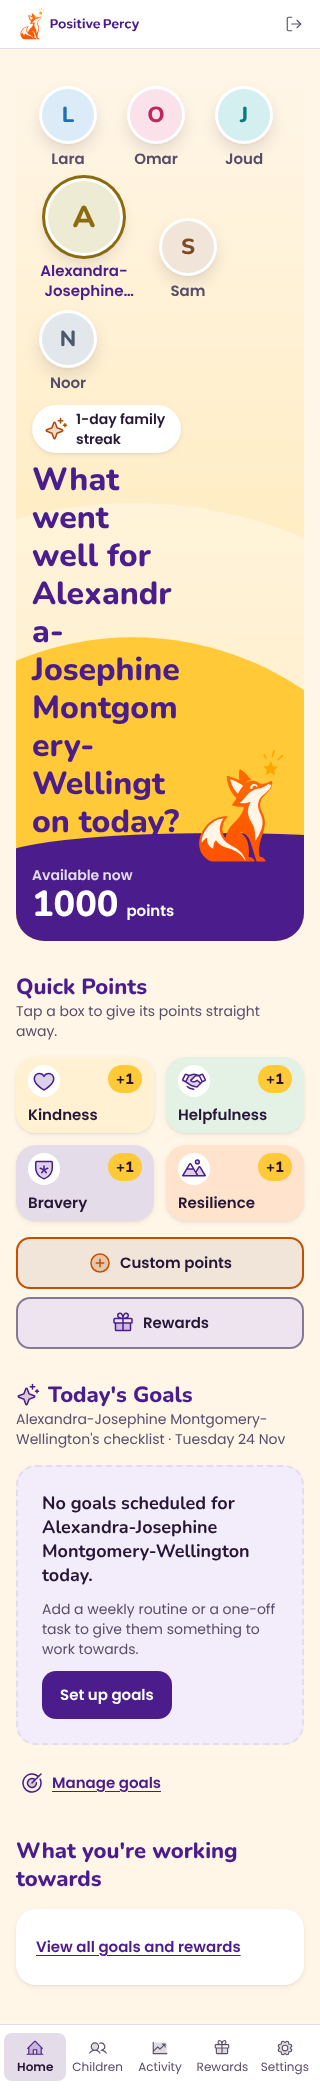 Positive Percy
L
O
J
Lara
Omar
Joud
A
S
Alexandra-
Josephine...
Sam
N
Noor
1-day family
streak
What
went
well for
Alexandr
a-
Josephine
Montgom
ery-
Wellingt
on today?
Available now
1000 points
Quick Points
Tap a box to give its points straight
away.
+1
+1
Kindness
Helpfulness
+1
+1
Bravery
Resilience
Custom points
Rewards
Today's Goals
Alexandra-Josephine Montgomery-
Wellington's checklist · Tuesday 24 Nov
No goals scheduled for
Alexandra-Josephine
Montgomery-Wellington
today.
Add a weekly routine or a one-off
task to give them something to
work towards.
Set up goals
Manage goals
What you're working
towards
View all goals and rewards
Home
Children
Activity
Rewards
Settings